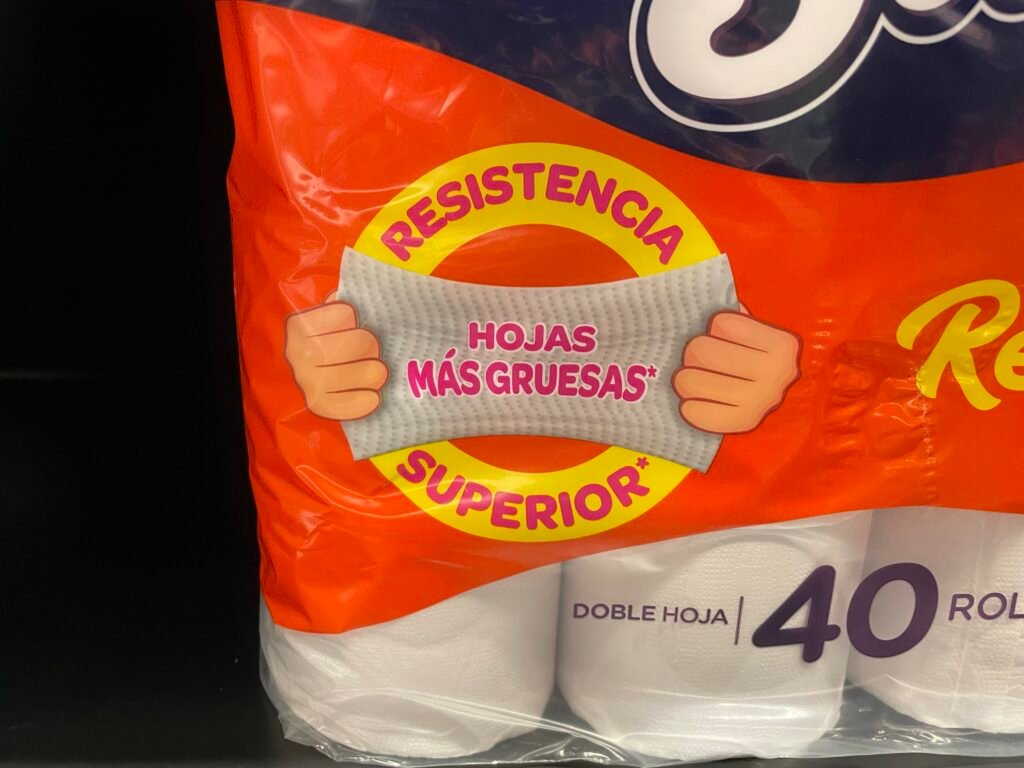 RESISTENCIA
HOJAS
MÁS GRUESAS*
SUPERIOR*
DOBLE HOJA | 40